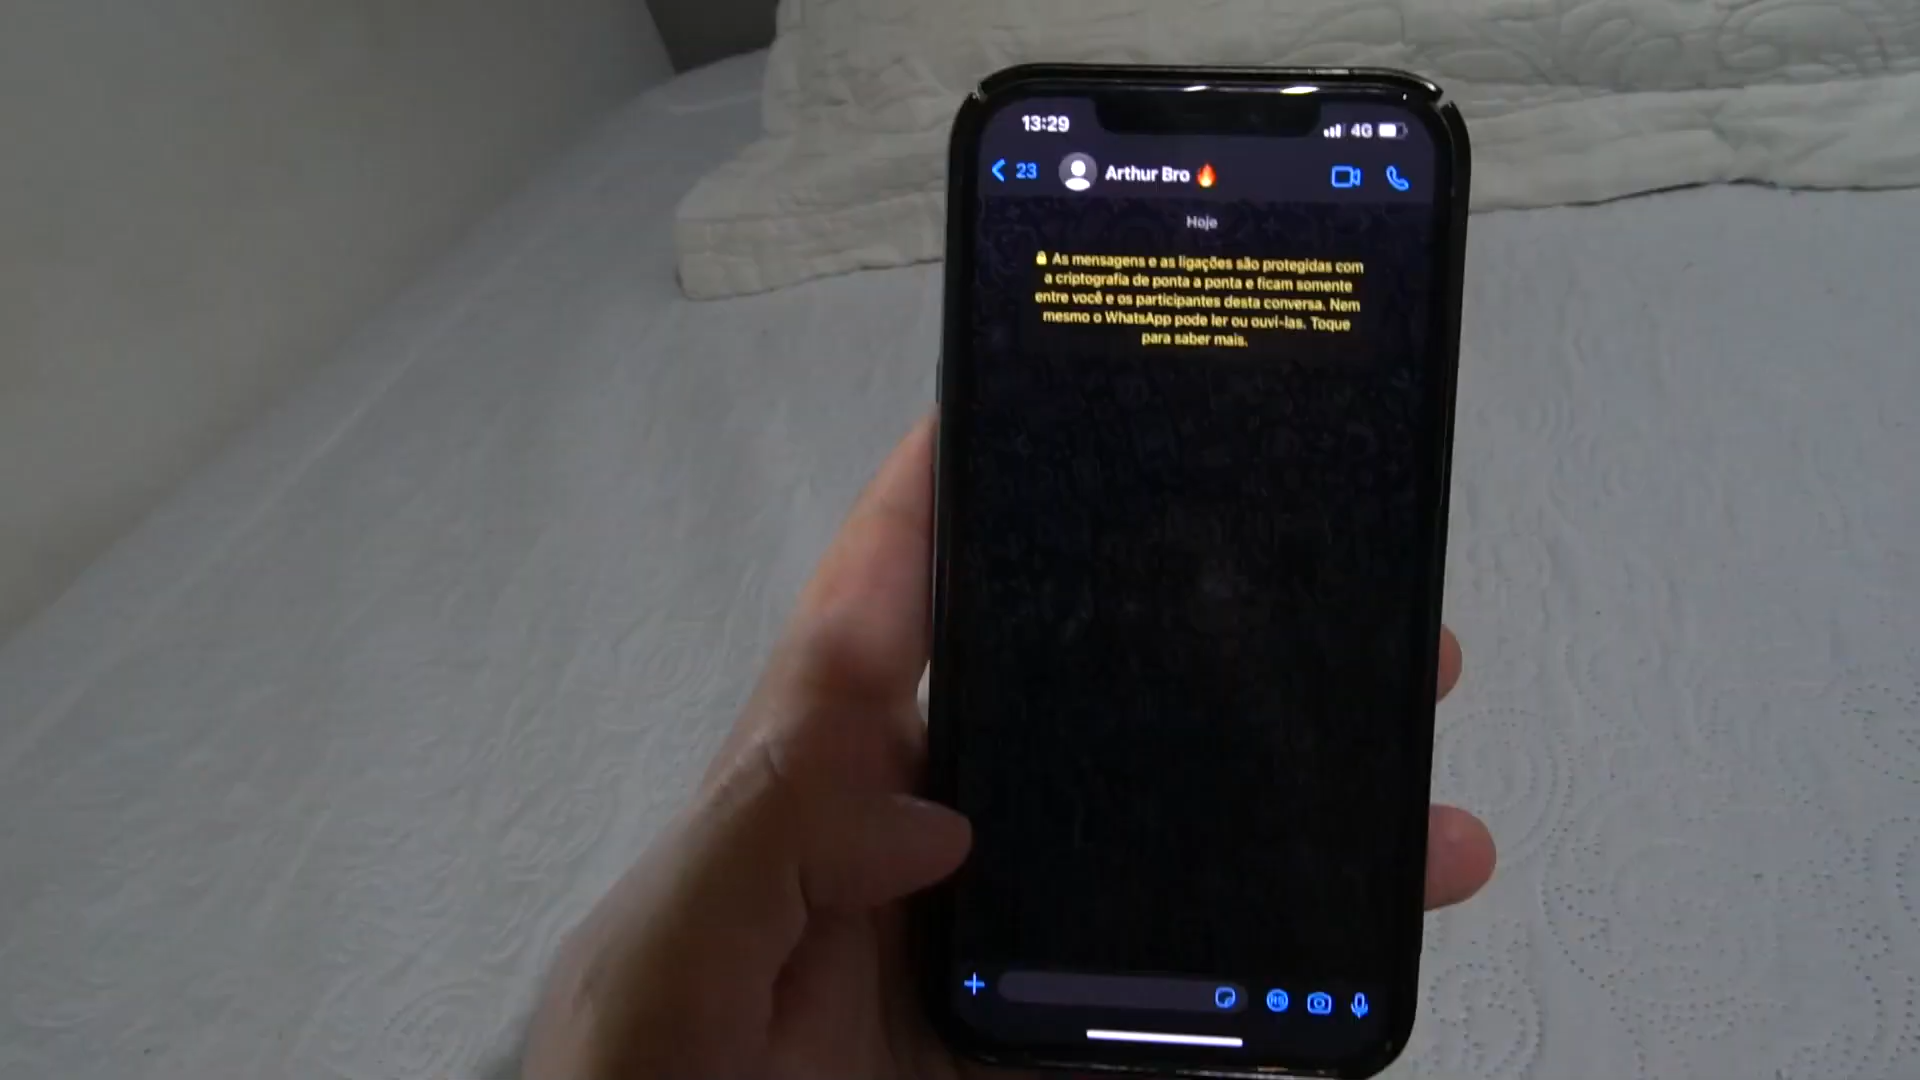 13:29
4G
23
Arthur Bro 🔥
Hoje
🔒 As mensagens e as ligações são protegidas com
a criptografia de ponta a ponta e ficam somente
entre você e os participantes desta conversa. Nem
mesmo o WhatsApp pode ler ou ouvi-las. Toque
para saber mais.
R$